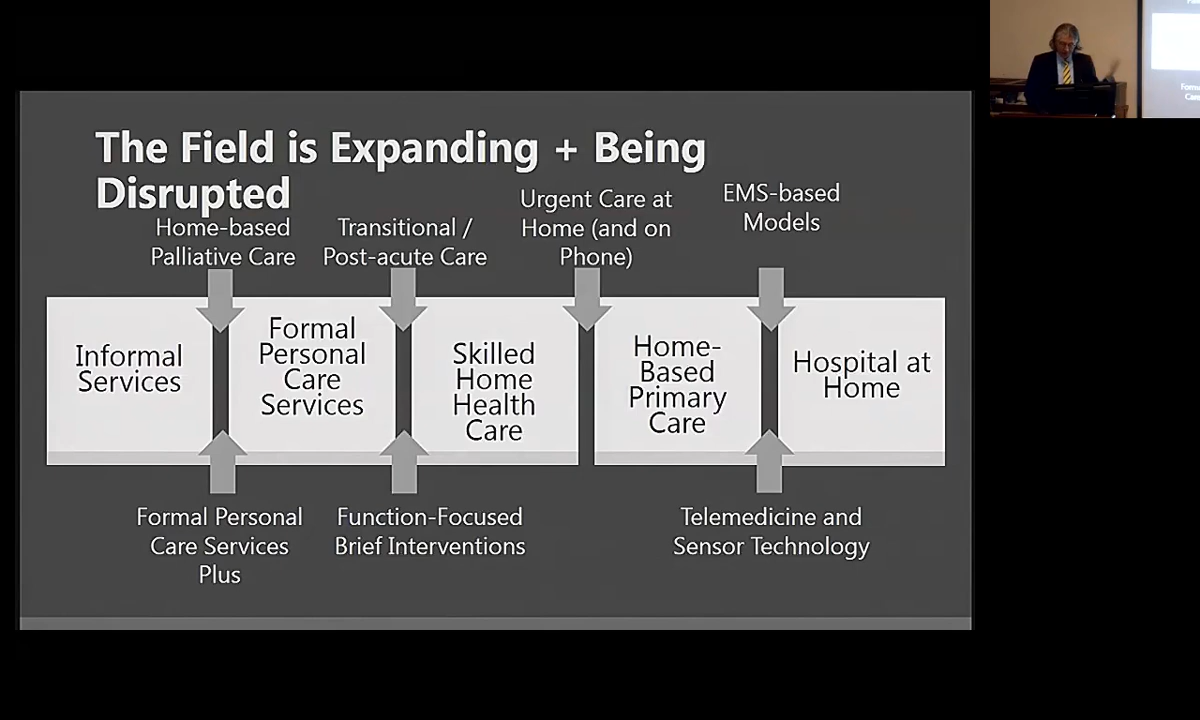 The Field is Expanding + Being
Disrupted
Home-based
Palliative Care
Transitional /
Post-acute Care
Urgent Care at
Home (and on
Phone)
EMS-based
Models
Informal
Services
Formal
Personal
Care
Services
Skilled
Home
Health
Care
Home-
Based
Primary
Care
Hospital at
Home
Formal Personal
Care Services
Plus
Function-Focused
Brief Interventions
Telemedicine and
Sensor Technology